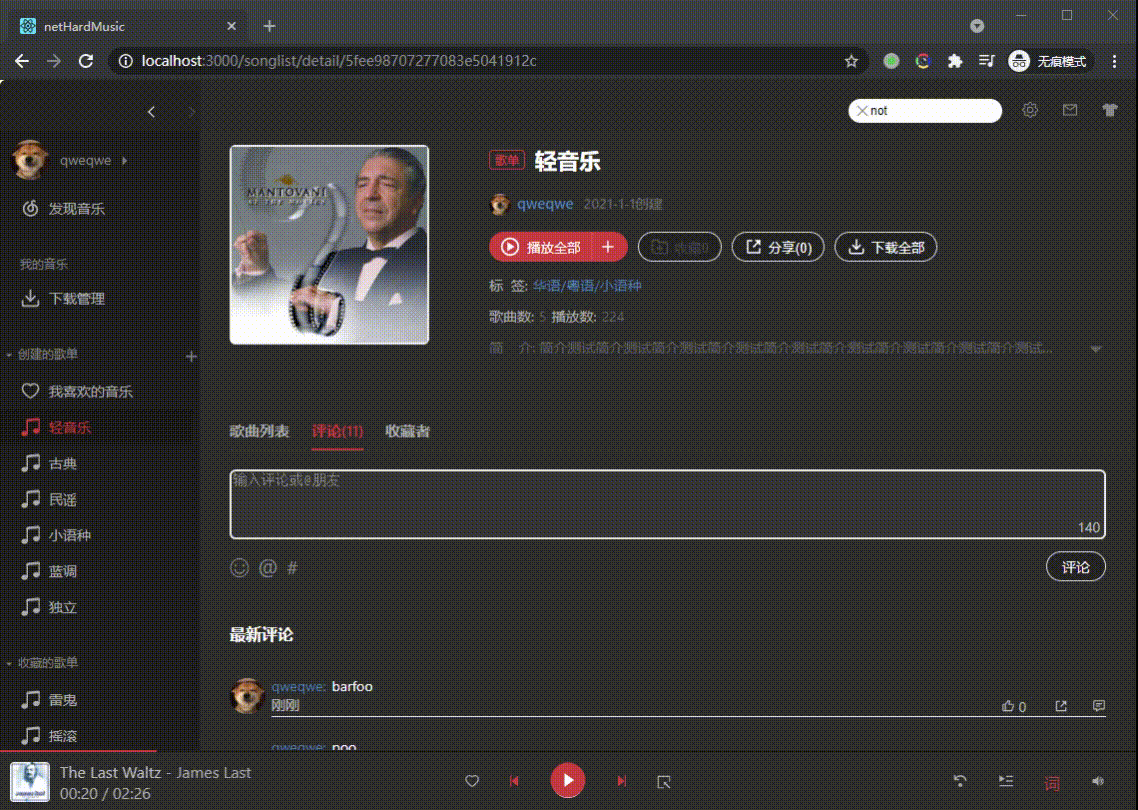 netHardMusic
localhost:3000/songlist/detail/5fee98707277083e5041912c
无痕模式
not
qweqwe
发现音乐
我的音乐
下载管理
创建的歌单
我喜欢的音乐
轻音乐
古典
民谣
小语种
蓝调
独立
收藏的歌单
雷鬼
摇滚
MANTOVANI
歌单 轻音乐
qweqwe 2021-1-1创建
播放全部 + 收藏0 分享(0) 下载全部
标 签: 华语/粤语/小语种
歌曲数: 5 播放数: 224
简 介: 简介测试简介测试简介测试简介测试简介测试简介测试简介测试简介测试简介测试...
歌曲列表 评论(11) 收藏者
输入评论或@朋友
140
@ #
评论
最新评论
qweqwe: barfoo
刚刚
0
qweqwe: poo
The Last Waltz - James Last
00:20 / 02:26
词